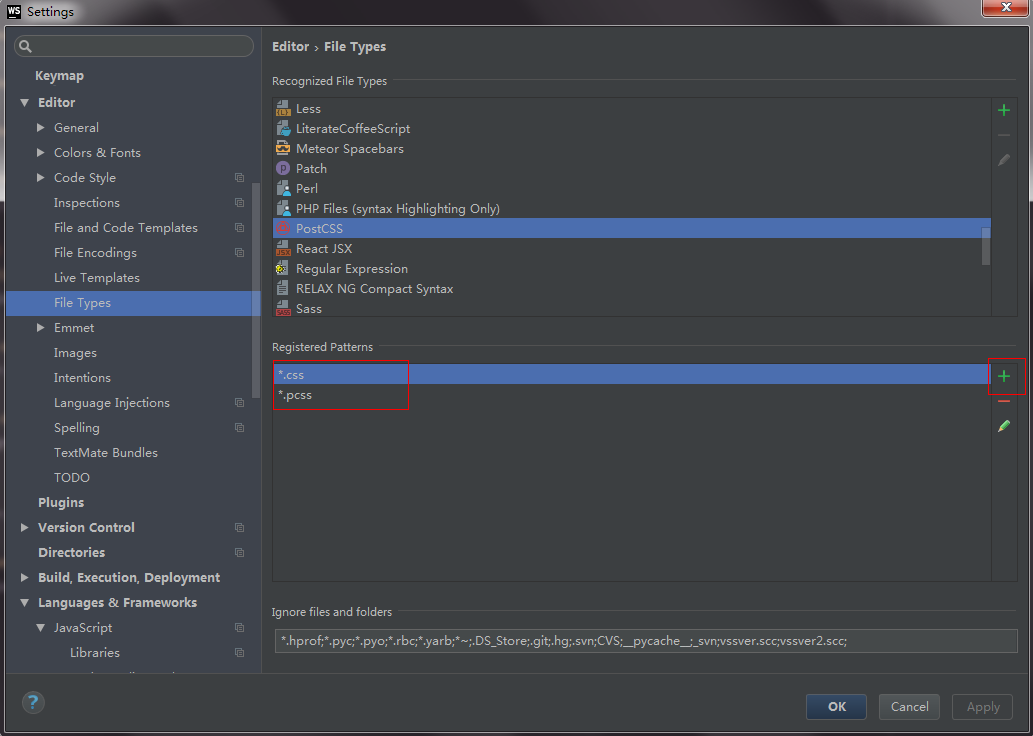 WS Settings
Keymap
Editor
General
Colors & Fonts
Code Style
Inspections
File and Code Templates
File Encodings
Live Templates
File Types
Emmet
Images
Intentions
Language Injections
Spelling
TextMate Bundles
TODO
Plugins
Version Control
Directories
Build, Execution, Deployment
Languages & Frameworks
JavaScript
Libraries
Editor › File Types
Recognized File Types
Less
LiterateCoffeeScript
Meteor Spacebars
Patch
Perl
PHP Files (syntax Highlighting Only)
PostCSS
React JSX
Regular Expression
RELAX NG Compact Syntax
Sass
Registered Patterns
*.css
*.pcss
Ignore files and folders
*.hprof;*.pyc;*.pyo;*.rbc;*.yarb;*~;.DS_Store;.git;.hg;.svn;CVS;__pycache__;_svn;vssver.scc;vssver2.scc;
?
OK
Cancel
Apply